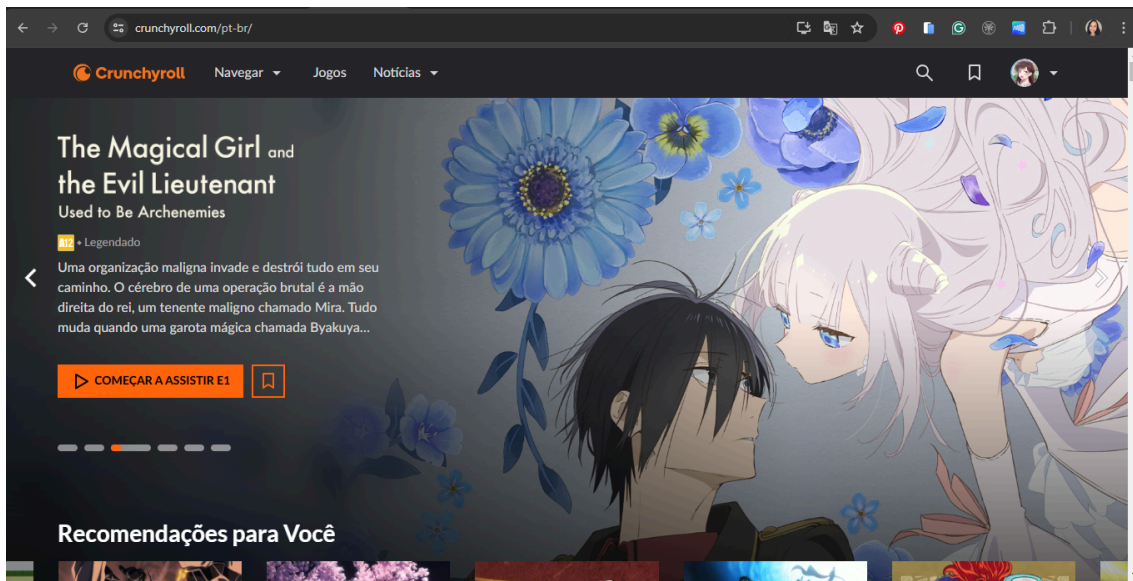 crunchyroll.com/pt-br/
Crunchyroll Navegar Jogos Notícias
The Magical Girl and
the Evil Lieutenant
Used to Be Archenemies
A12 • Legendado
Uma organização maligna invade e destrói tudo em seu
caminho. O cérebro de uma operação brutal é a mão
direita do rei, um tenente maligno chamado Mira. Tudo
muda quando uma garota mágica chamada Byakuya...
COMEÇAR A ASSISTIR E1
Recomendações para Você